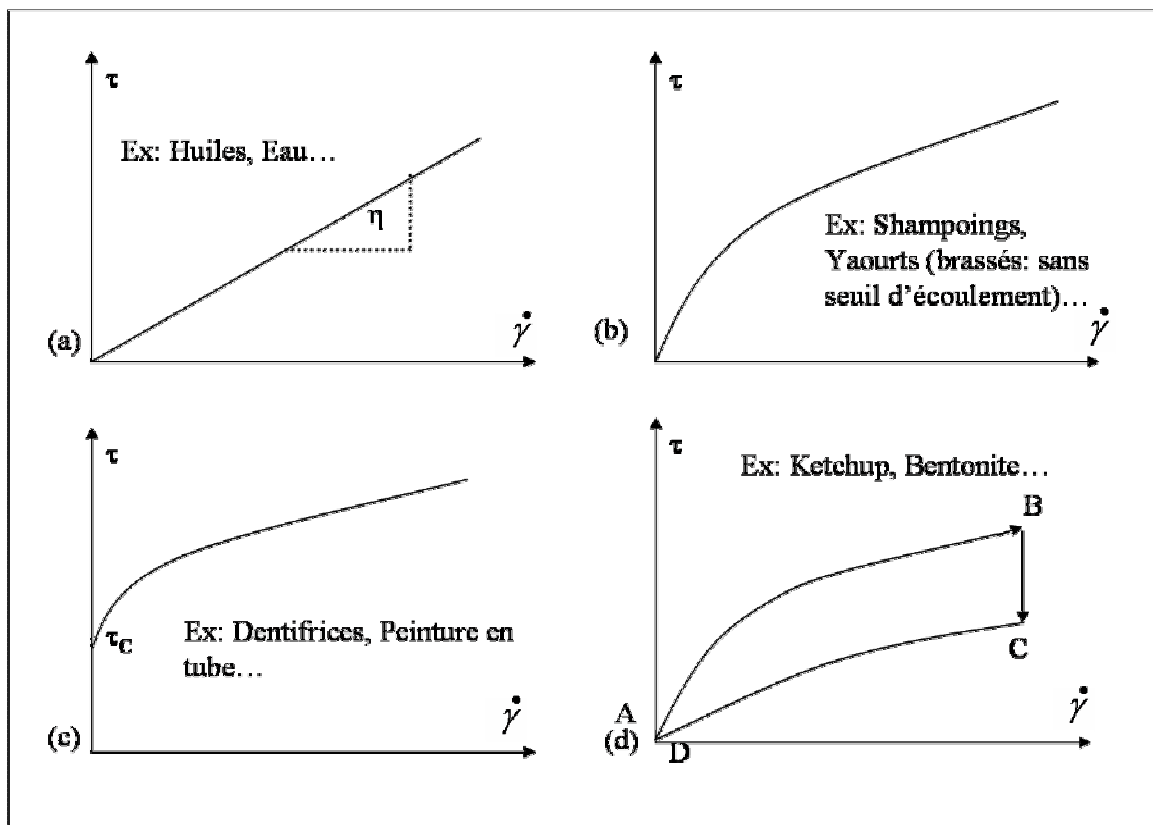 τ
Ex: Huiles, Eau...
η
γ̇
(a)
τ
Ex: Shampoings,
Yaourts (brassés: sans
seuil d'écoulement)...
γ̇
(b)
τ
τc
Ex: Dentifrices, Peinture en
tube...
γ̇
(c)
τ
Ex: Ketchup, Bentonite...
B
C
A
γ̇
(d)
D